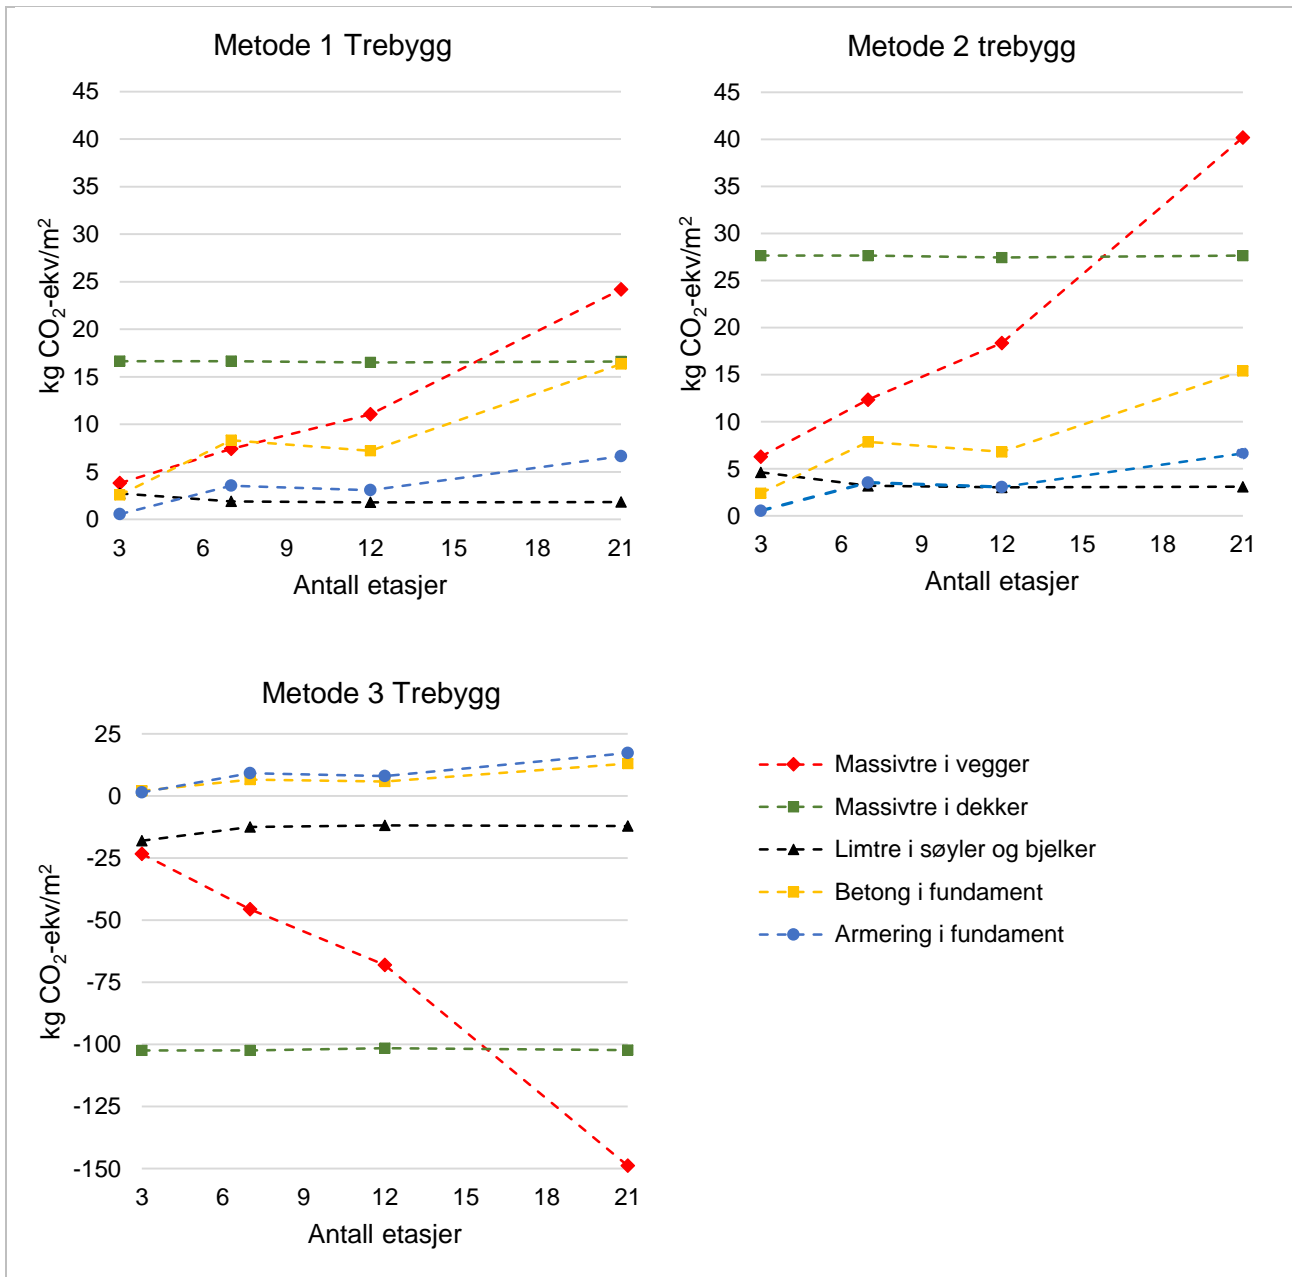 Metode 1 Trebygg
45
40
35
30
25
20
15
10
5
0
3 6 9 12 15 18 21
kg CO₂-ekv/m²
Antall etasjer
Metode 2 trebygg
45
40
35
30
25
20
15
10
5
0
3 6 9 12 15 18 21
kg CO₂-ekv/m²
Antall etasjer
Metode 3 Trebygg
25
0
-25
-50
-75
-100
-125
-150
3 6 9 12 15 18 21
kg CO₂-ekv/m²
Antall etasjer
Massivtre i vegger
Massivtre i dekker
Limtre i søyler og bjelker
Betong i fundament
Armering i fundament